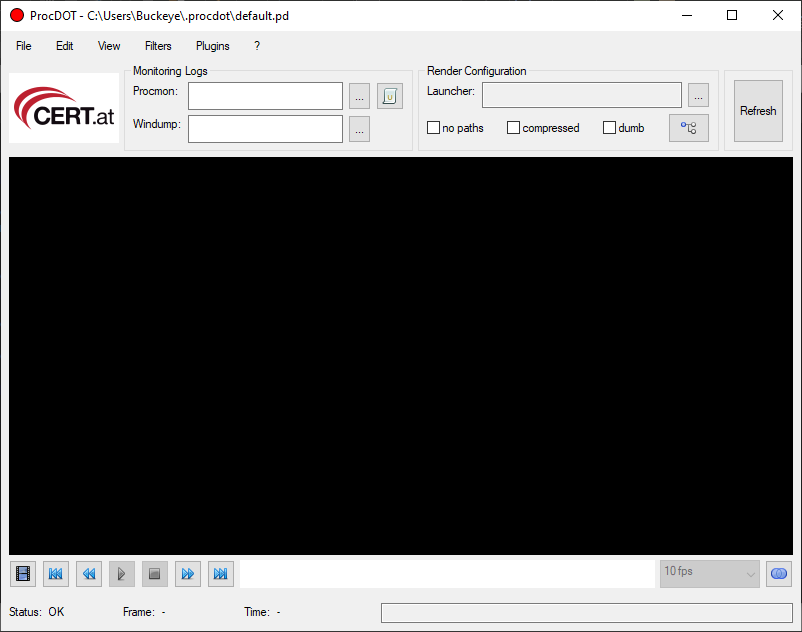 ProcDOT - C:\Users\Buckeye\.procdot\default.pd
File Edit View Filters Plugins ?
CERT.at
Monitoring Logs
Procmon:
...
Windump:
...
Render Configuration
Launcher:
...
no paths compressed dumb
Refresh
10 fps
Status: OK Frame: - Time: -